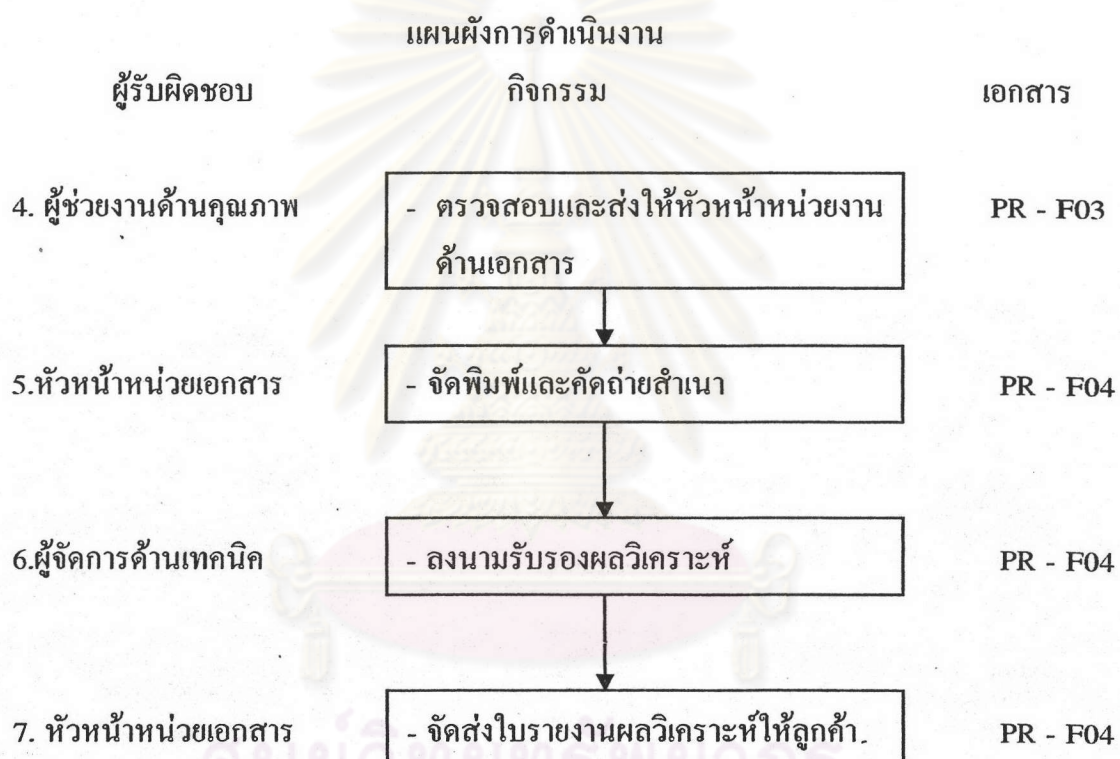 แผนผังการดำเนินงาน
ผู้รับผิดชอบ กิจกรรม เอกสาร
4. ผู้ช่วยงานด้านคุณภาพ - ตรวจสอบและส่งให้หัวหน้าหน่วยงาน PR - F03
ด้านเอกสาร
5.หัวหน้าหน่วยเอกสาร - จัดพิมพ์และคัดถ่ายสำเนา PR - F04
6.ผู้จัดการด้านเทคนิค - ลงนามรับรองผลวิเคราะห์ PR - F04
7. หัวหน้าหน่วยเอกสาร - จัดส่งใบรายงานผลวิเคราะห์ให้ลูกค้า PR - F04